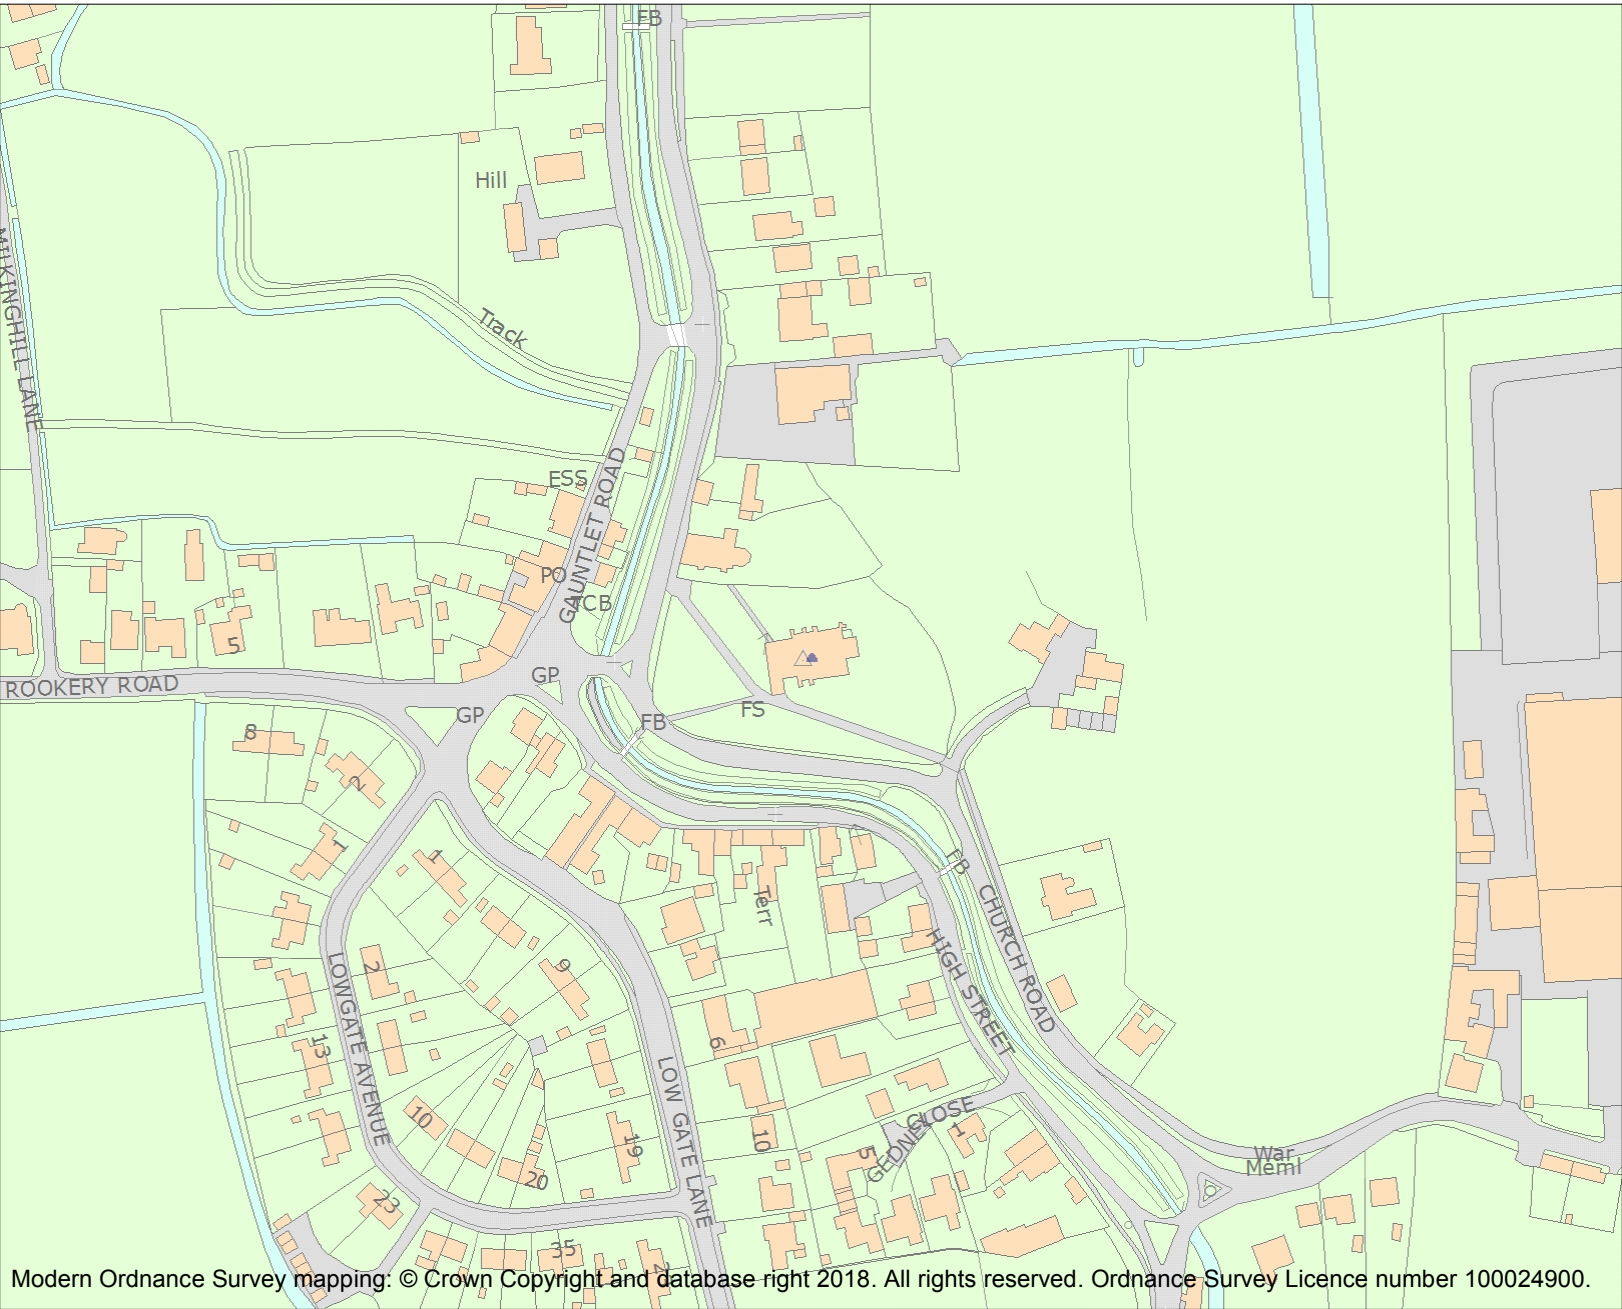 FB
Hill
MILKINGHILL LANE
Track
ESS
GAUNTLET ROAD
PO
TCB
5
ROOKERY ROAD
GP
GP
FB
FS
8
2
1
1
FB
Terr
CHURCH ROAD
HIGH STREET
LOWGATE AVENUE
2
9
13
6
LOW GATE LANE
10
19
10
CLOSE
GEDNEY
1
5
20
23
35
War
Meml
Modern Ordnance Survey mapping: © Crown Copyright and database right 2018. All rights reserved. Ordnance Survey Licence number 100024900.